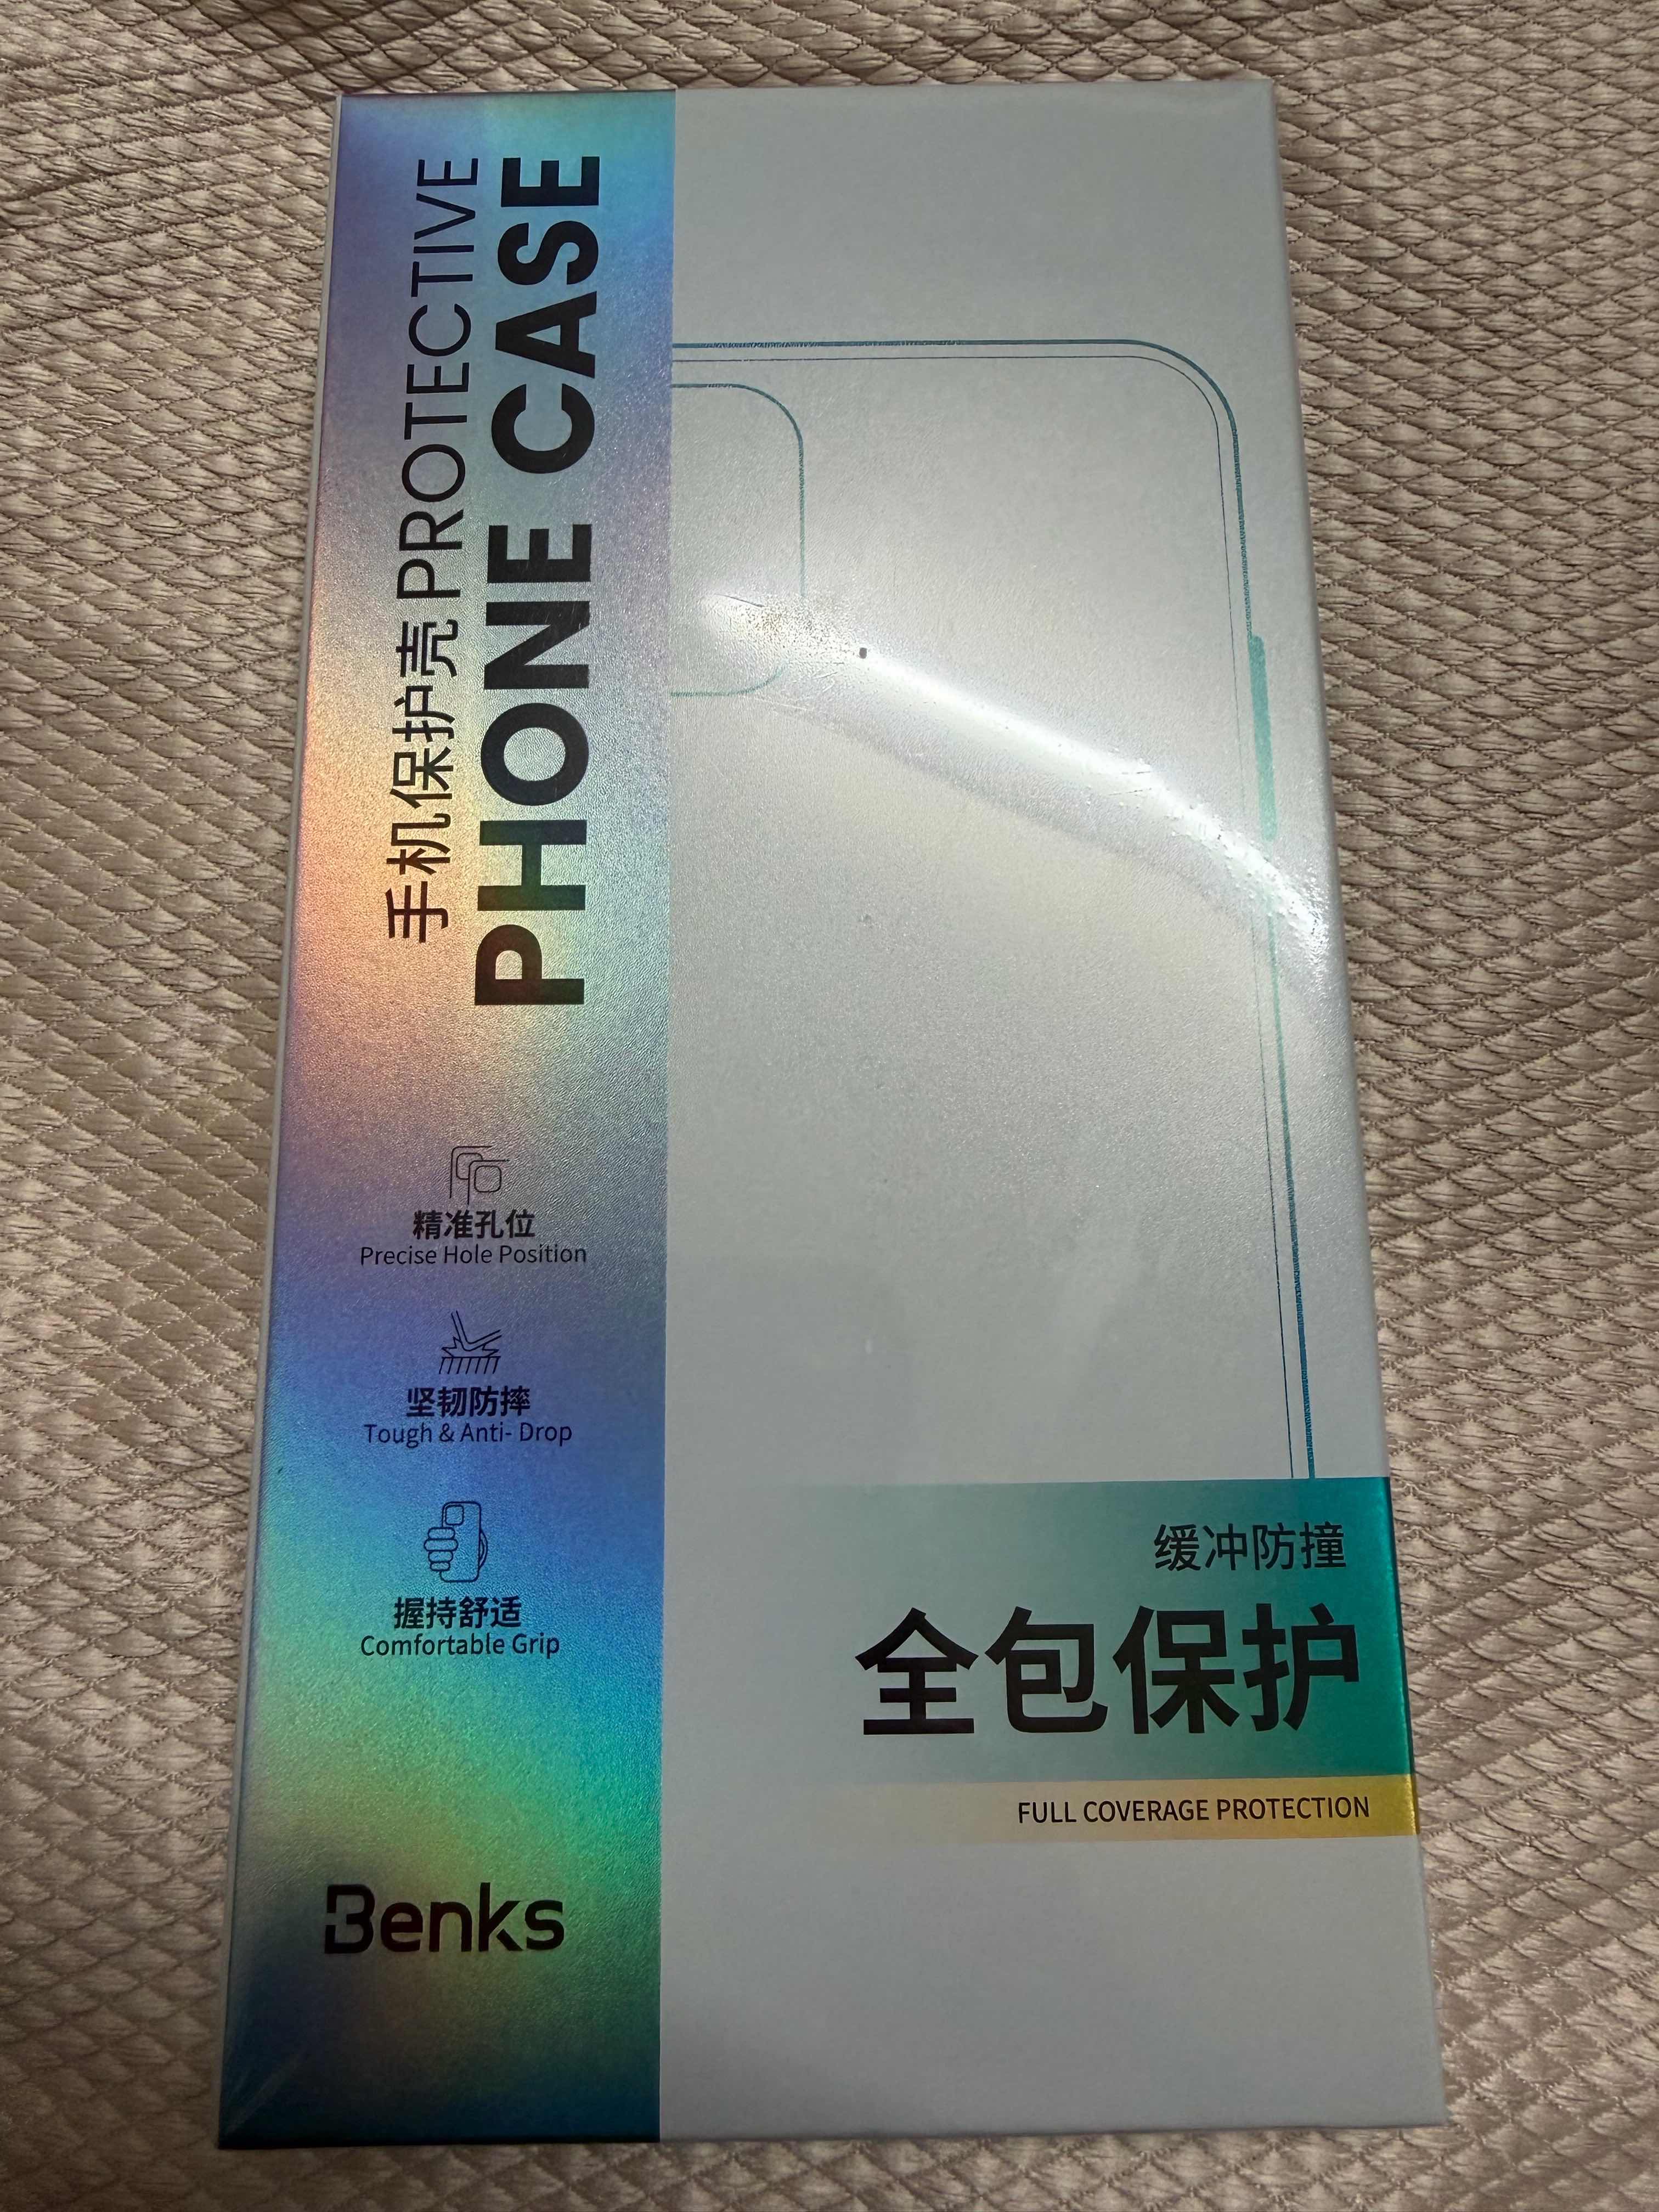 手机保护壳 PROTECTIVE
PHONE CASE
精准孔位
Precise Hole Position
坚韧防摔
Tough & Anti- Drop
握持舒适
Comfortable Grip
Benks
缓冲防撞
全包保护
FULL COVERAGE PROTECTION